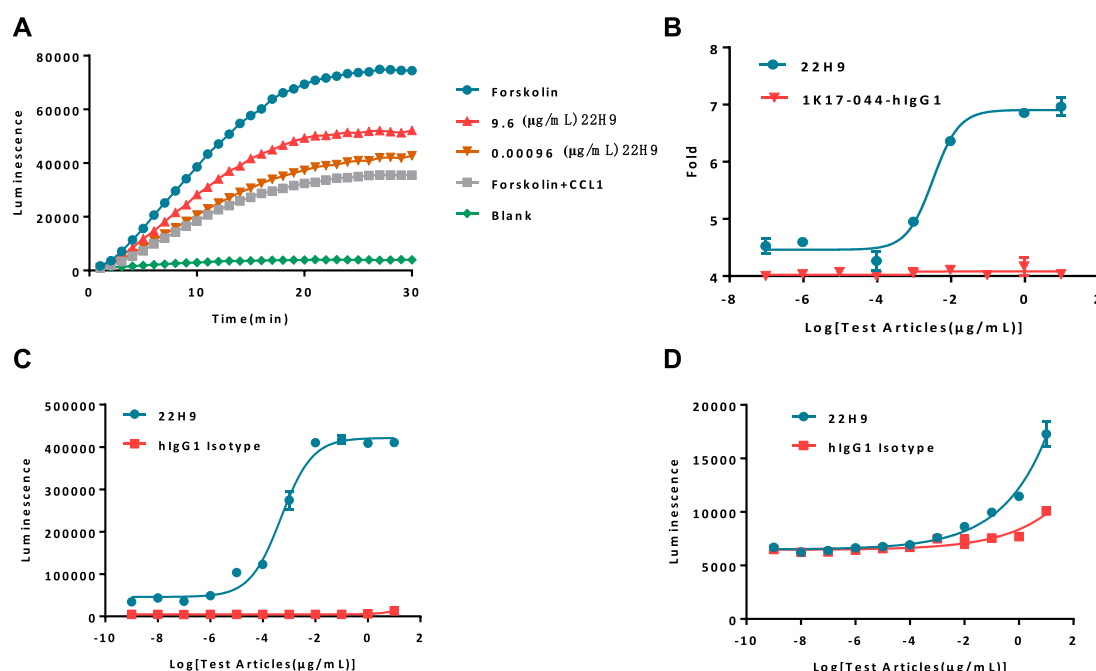 A
80000
60000
40000
20000
0
0
10
20
30
Luminescence
Time(min)
Forskolin
9.6 (μg/mL)22H9
0.00096 (μg/mL)22H9
Forskolin+CCL1
Blank
B
8
7
6
5
4
-8
-6
-4
-2
0
2
Fold
Log[Test Articles(μg/mL)]
22H9
1K17-044-hIgG1
C
500000
400000
300000
200000
100000
0
-10
-8
-6
-4
-2
0
2
Luminescence
Log[Test Articles(μg/mL)]
22H9
hIgG1 Isotype
D
20000
15000
10000
5000
0
-10
-8
-6
-4
-2
0
2
Luminescence
Log[Test Articles(μg/mL)]
22H9
hIgG1 Isotype